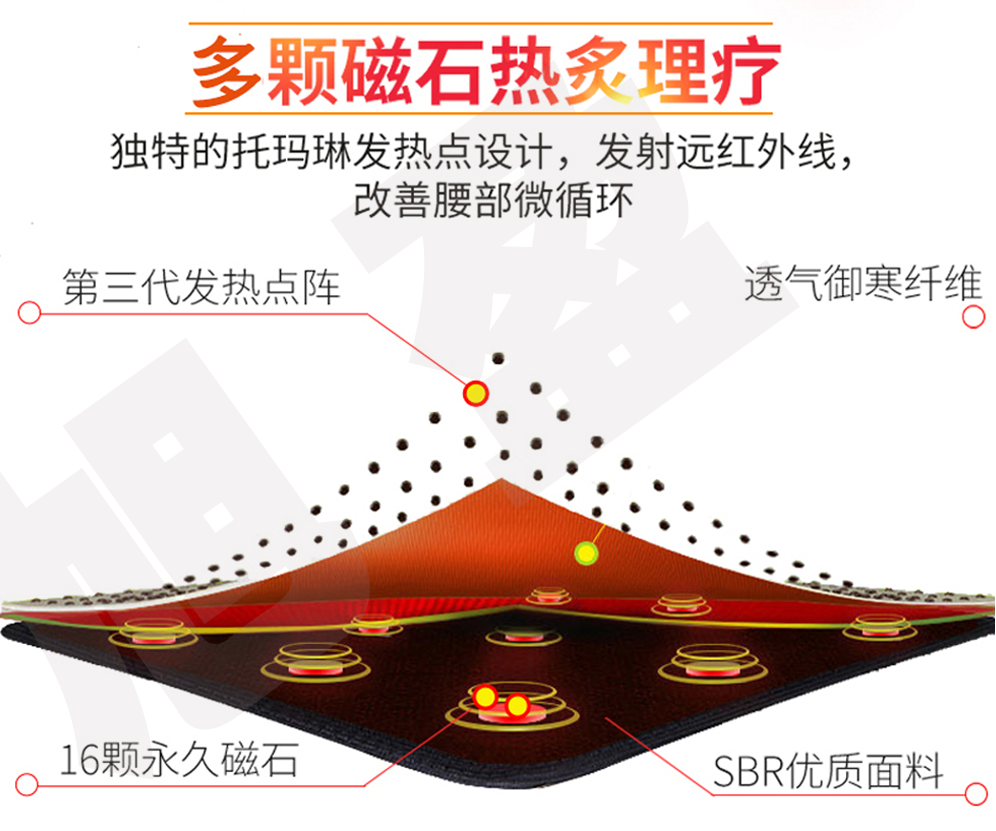 多颗磁石热炙理疗
独特的托玛琳发热点设计，发射远红外线，
改善腰部微循环
第三代发热点阵
透气御寒纤维
16颗永久磁石
SBR优质面料
旭盈